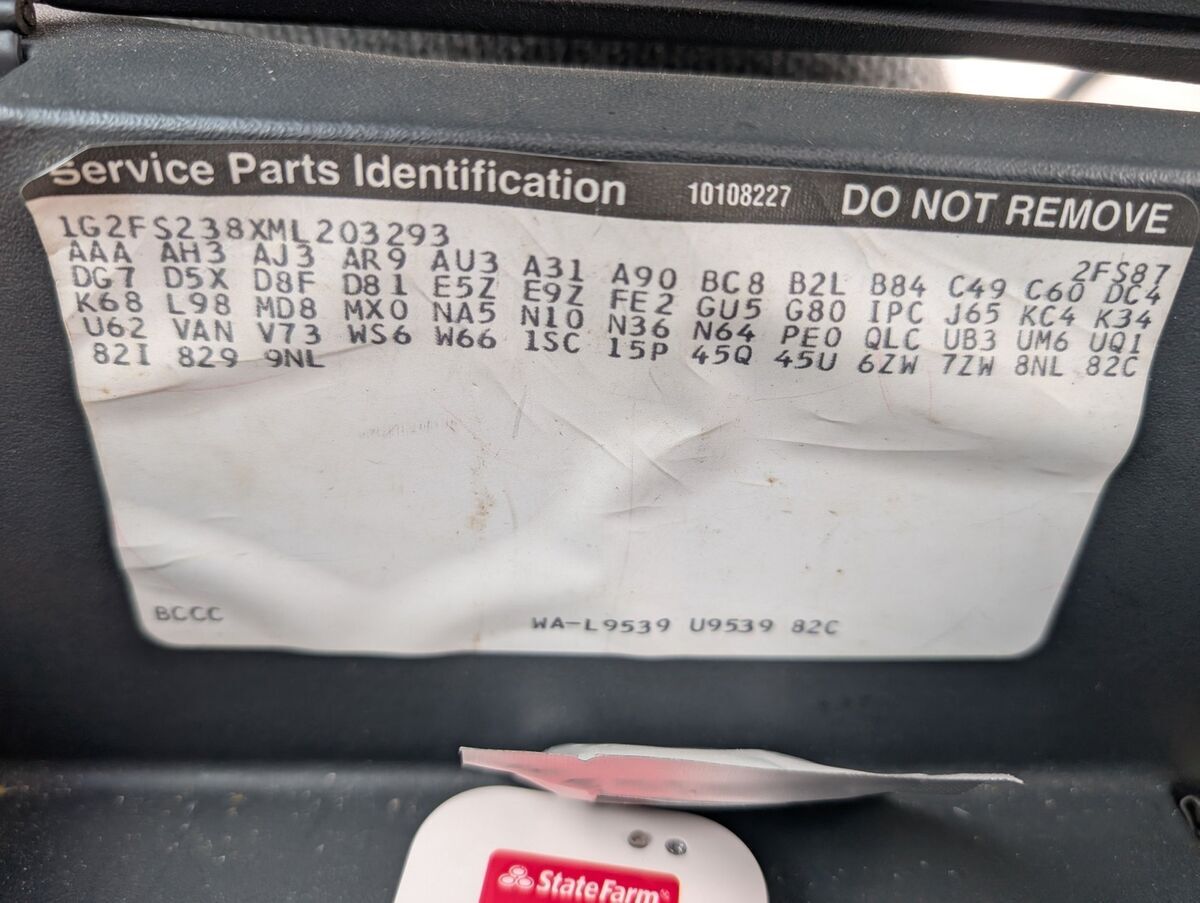 Service Parts Identification 10108227 DO NOT REMOVE
1G2FS238XML203293 2FS87
AAA AH3 AJ3 AR9 AU3 A31 A90 BC8 B2L B84 C49 C60 DC4
DG7 D5X D8F D81 E5Z E9Z FE2 GU5 G80 IPC J65 KC4 K34
K68 L98 MD8 MX0 NA5 N10 N36 N64 PE0 QLC UB3 UM6 UQ1
U62 VAN V73 WS6 W66 1SC 15P 45Q 45U 6ZW 7ZW 8NL 82C
82I 829 9NL
BCCC WA-L9539 U9539 82C
StateFarm